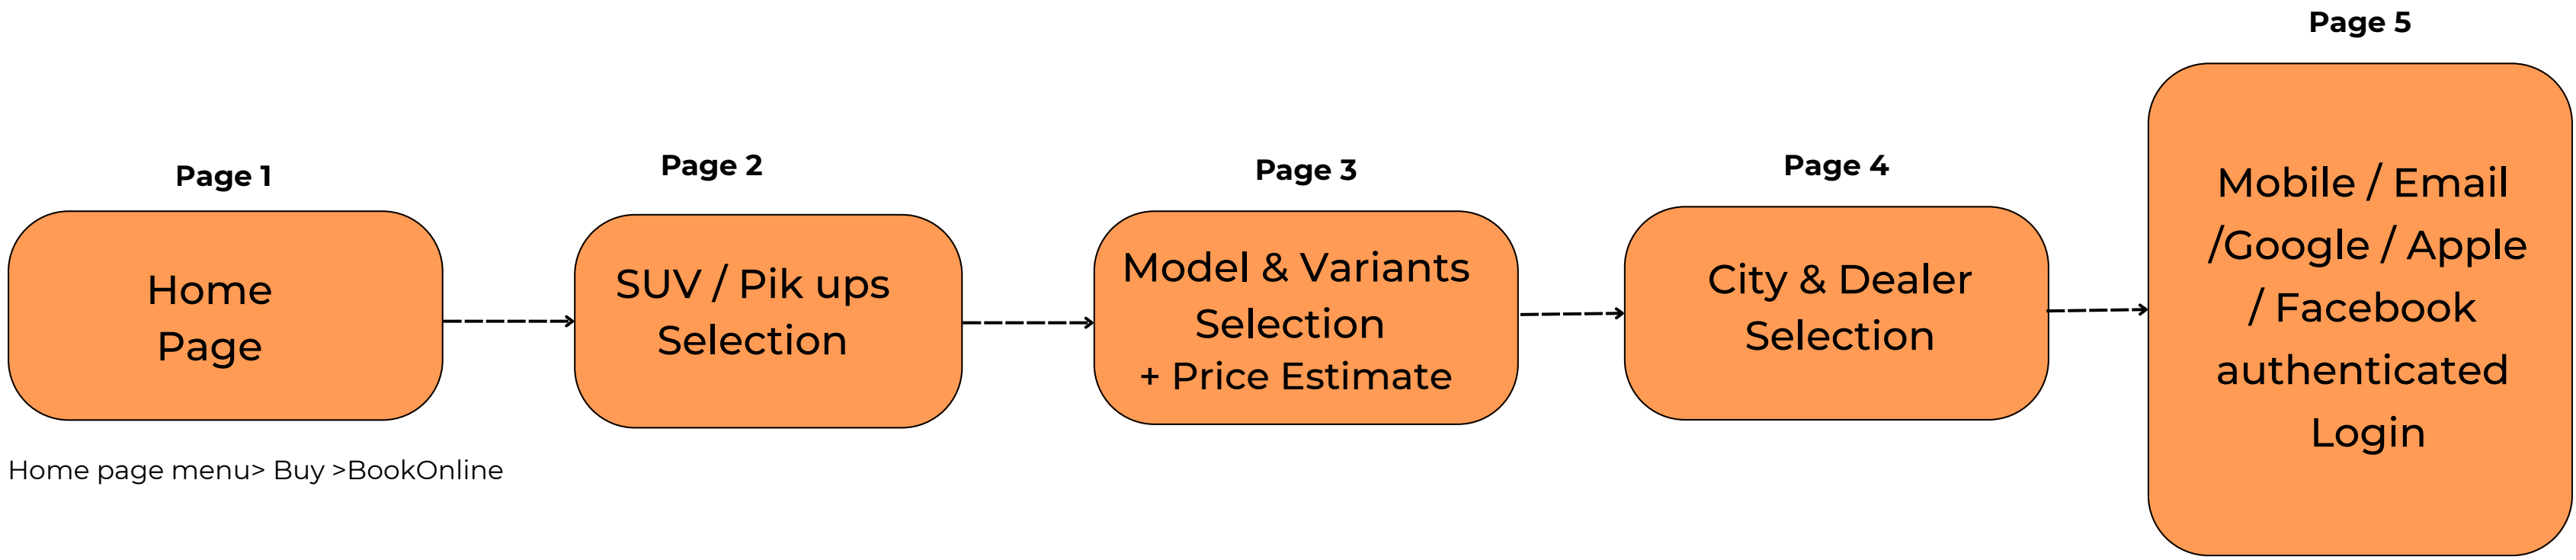 Page 1
Home
Page
Home page menu> Buy >BookOnline
Page 2
SUV / Pik ups
Selection
Page 3
Model & Variants
Selection
+ Price Estimate
Page 4
City & Dealer
Selection
Page 5
Mobile / Email
/Google / Apple
/ Facebook
authenticated
Login